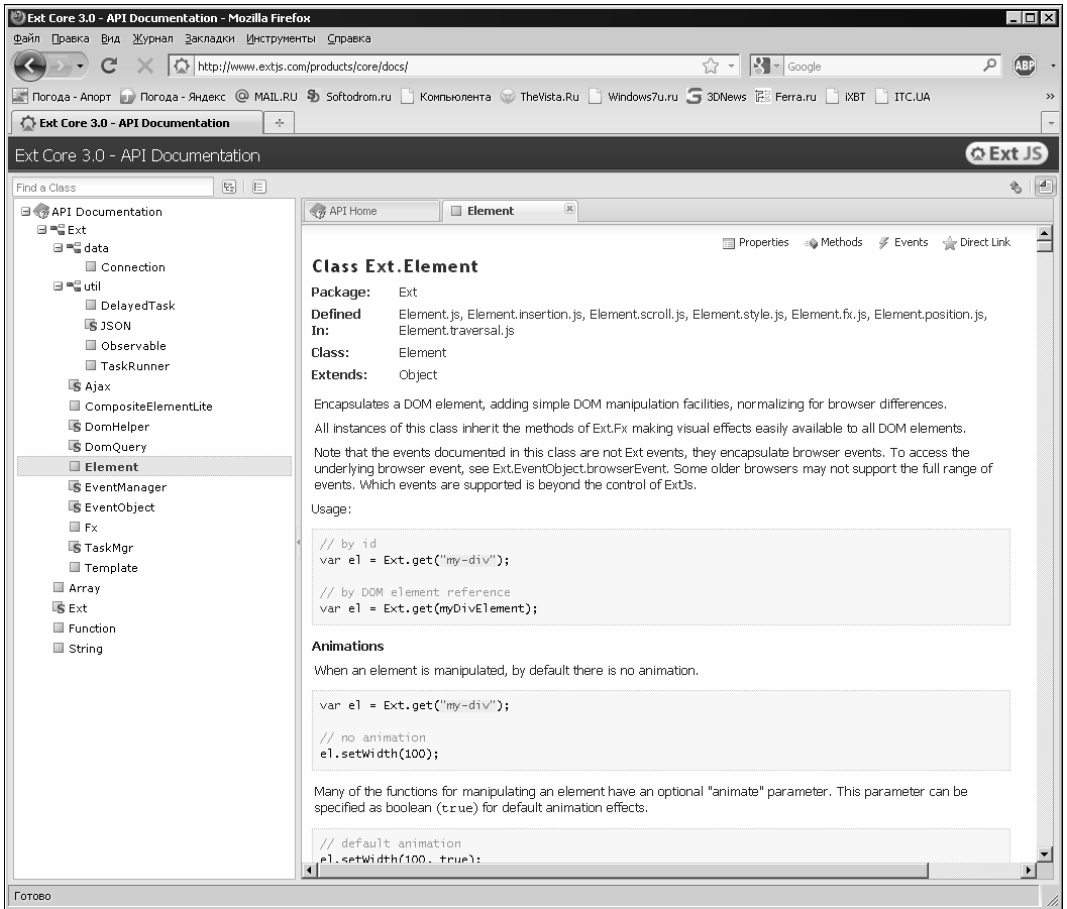 Ext Core 3.0 - API Documentation - Mozilla Firefox
Файл Правка Вид Журнал Закладки Инструменты Справка
http://www.extjs.com/products/core/docs/
Google
ABP
Погода - Апорт Погода - Яндекс MAIL.RU Softodrom.ru Компьюлента TheVista.Ru Windows7u.ru 3DNews Ferra.ru iXBT ITC.UA »
Ext Core 3.0 - API Documentation
Ext Core 3.0 - API Documentation
Ext JS
Find a Class
API Documentation
Ext
data
Connection
util
DelayedTask
JSON
Observable
TaskRunner
Ajax
CompositeElementLite
DomHelper
DomQuery
Element
EventManager
EventObject
Fx
TaskMgr
Template
Array
Ext
Function
String
API Home Element
Properties Methods Events Direct Link
Class Ext.Element
Package: Ext
Defined In: Element.js, Element.insertion.js, Element.scroll.js, Element.style.js, Element.fx.js, Element.position.js,
Element.traversal.js
Class: Element
Extends: Object
Encapsulates a DOM element, adding simple DOM manipulation facilities, normalizing for browser differences.
All instances of this class inherit the methods of Ext.Fx making visual effects easily available to all DOM elements.
Note that the events documented in this class are not Ext events, they encapsulate browser events. To access the
underlying browser event, see Ext.EventObject.browserEvent. Some older browsers may not support the full range of
events. Which events are supported is beyond the control of ExtJs.
Usage:
// by id
var el = Ext.get("my-div");
// by DOM element reference
var el = Ext.get(myDivElement);
Animations
When an element is manipulated, by default there is no animation.
var el = Ext.get("my-div");
// no animation
el.setWidth(100);
Many of the functions for manipulating an element have an optional "animate" parameter. This parameter can be
specified as boolean (true) for default animation effects.
// default animation
el.setWidth(100, true);
Готово